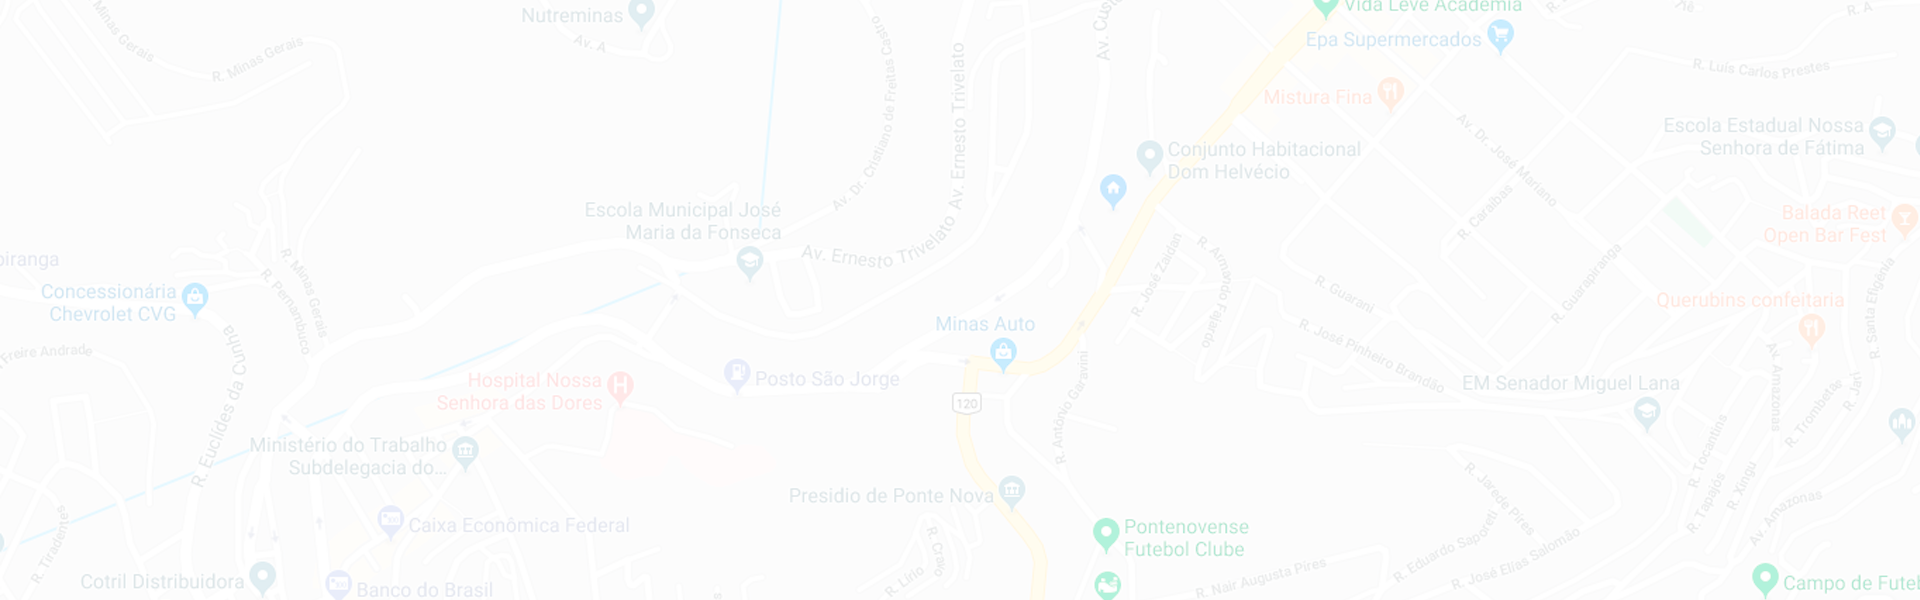 Nutreminas
Vida Leve Academia
Epa Supermercados
Av. A
R. Minas Gerais
Minas Gerais
Av. Dr. Cristiano de Freitas Castro
Av. Ernesto Trivelato
Av. Ernesto Trivelato
R. Luís Carlos Prestes
R. A
Mistura Fina
Av. Dr. José Mariano
Escola Estadual Nossa
Senhora de Fátima
Conjunto Habitacional
Dom Helvécio
R. Caraíbas
Escola Municipal José
Maria da Fonseca
Balada Reet
Open Bar Fest
R. José Zaidan
R. Armando Fajardo
R. Guarapiranga
R. Minas Gerais
R. Pernambuco
Concessionária
Chevrolet CVG
R. Guarani
Querubins confeitaria
R. Santa Efigênia
Minas Auto
R. José Pinheiro Brandão
Freire Andrade
R. Euclides da Cunha
Hospital Nossa
Senhora das Dores
Posto São Jorge
120
R. Antônio Garavini
EM Senador Miguel Lana
Av. Amazonas
R. Trombetas
R. Jari
Ministério do Trabalho
Subdelegacia do…
R. Tocantins
R. Tapajós
R. Xingu
Av. Amazonas
Presidio de Ponte Nova
R. Jarede Pires
R. Tiradentes
Caixa Econômica Federal
Pontenovense
Futebol Clube
R. Eduardo Saporeti
R. José Elias Salomão
R. Nair Augusta Pires
R. Lírio
R. Cravo
Cotril Distribuidora
Banco do Brasil
Campo de Futeb